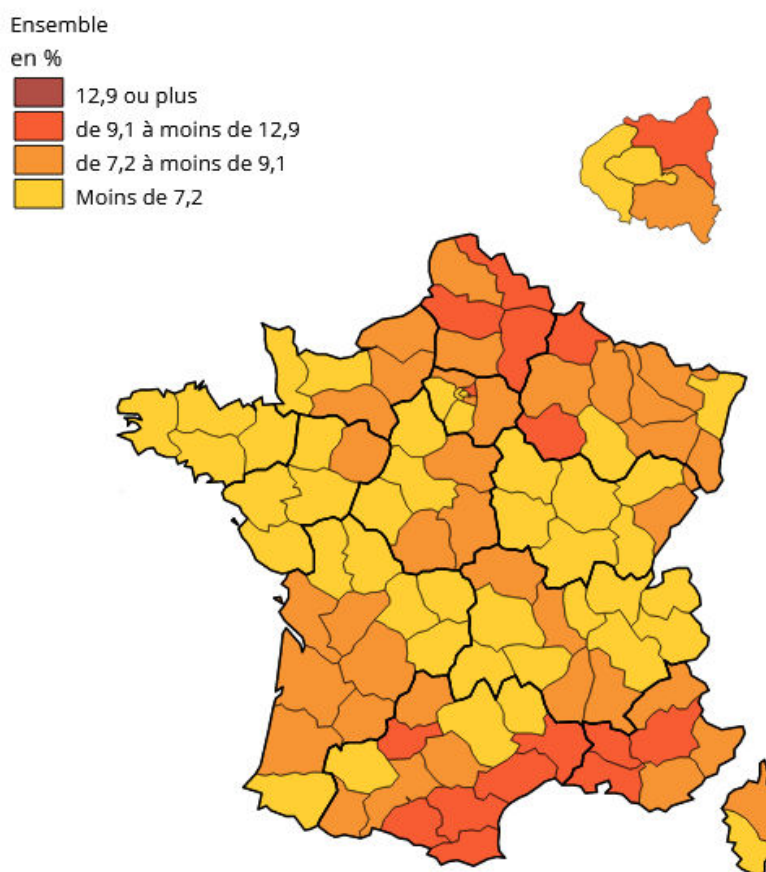 Ensemble
en %
12,9 ou plus
de 9,1 à moins de 12,9
de 7,2 à moins de 9,1
Moins de 7,2